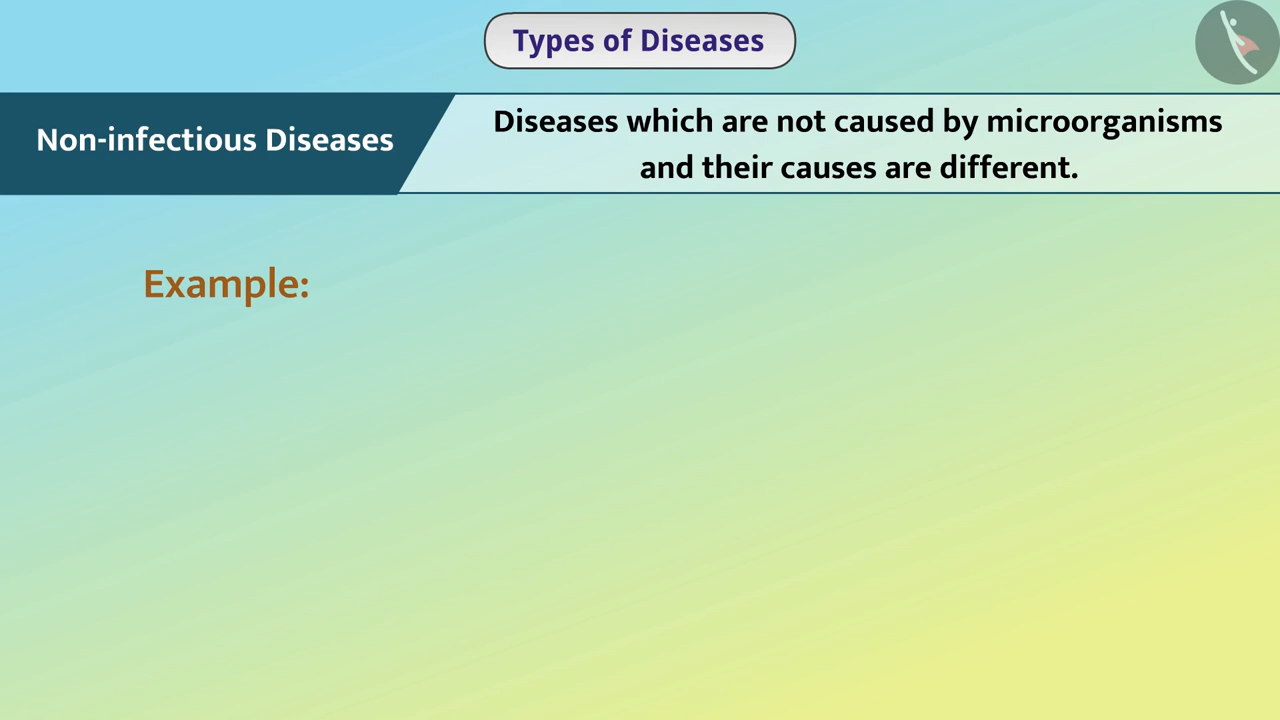 Types of Diseases
Non-infectious Diseases
Diseases which are not caused by microorganisms
and their causes are different.
Example: